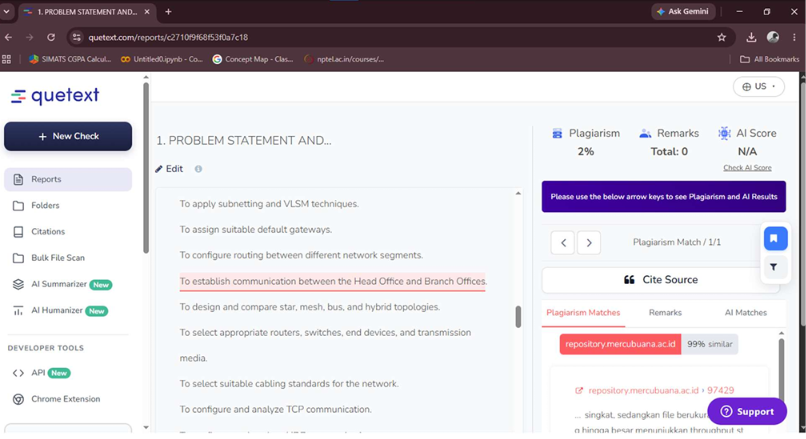 1. PROBLEM STATEMENT AND...
Ask Gemini
quetext.com/reports/c2710f9f68f53f0a7c18
SIMATS CGPA Calcul...
Untitled0.ipynb - Co...
Concept Map - Clas...
nptel.ac.in/courses/...
All Bookmarks
quetext
US
+ New Check
Reports
Folders
Citations
Bulk File Scan
AI Summarizer New
AI Humanizer New
DEVELOPER TOOLS
API New
Chrome Extension
1. PROBLEM STATEMENT AND...
Edit
To apply subnetting and VLSM techniques.
To assign suitable default gateways.
To configure routing between different network segments.
To establish communication between the Head Office and Branch Offices.
To design and compare star, mesh, bus, and hybrid topologies.
To select appropriate routers, switches, end devices, and transmission
media.
To select suitable cabling standards for the network.
To configure and analyze TCP communication.
Plagiarism
2%
Remarks
Total: 0
AI Score
N/A
Check AI Score
Please use the below arrow keys to see Plagiarism and AI Results
Plagiarism Match / 1/1
Cite Source
Plagiarism Matches
Remarks
AI Matches
repository.mercubuana.ac.id 99% similar
repository.mercubuana.ac.id › 97429
... singkat, sedangkan file berukur
Support